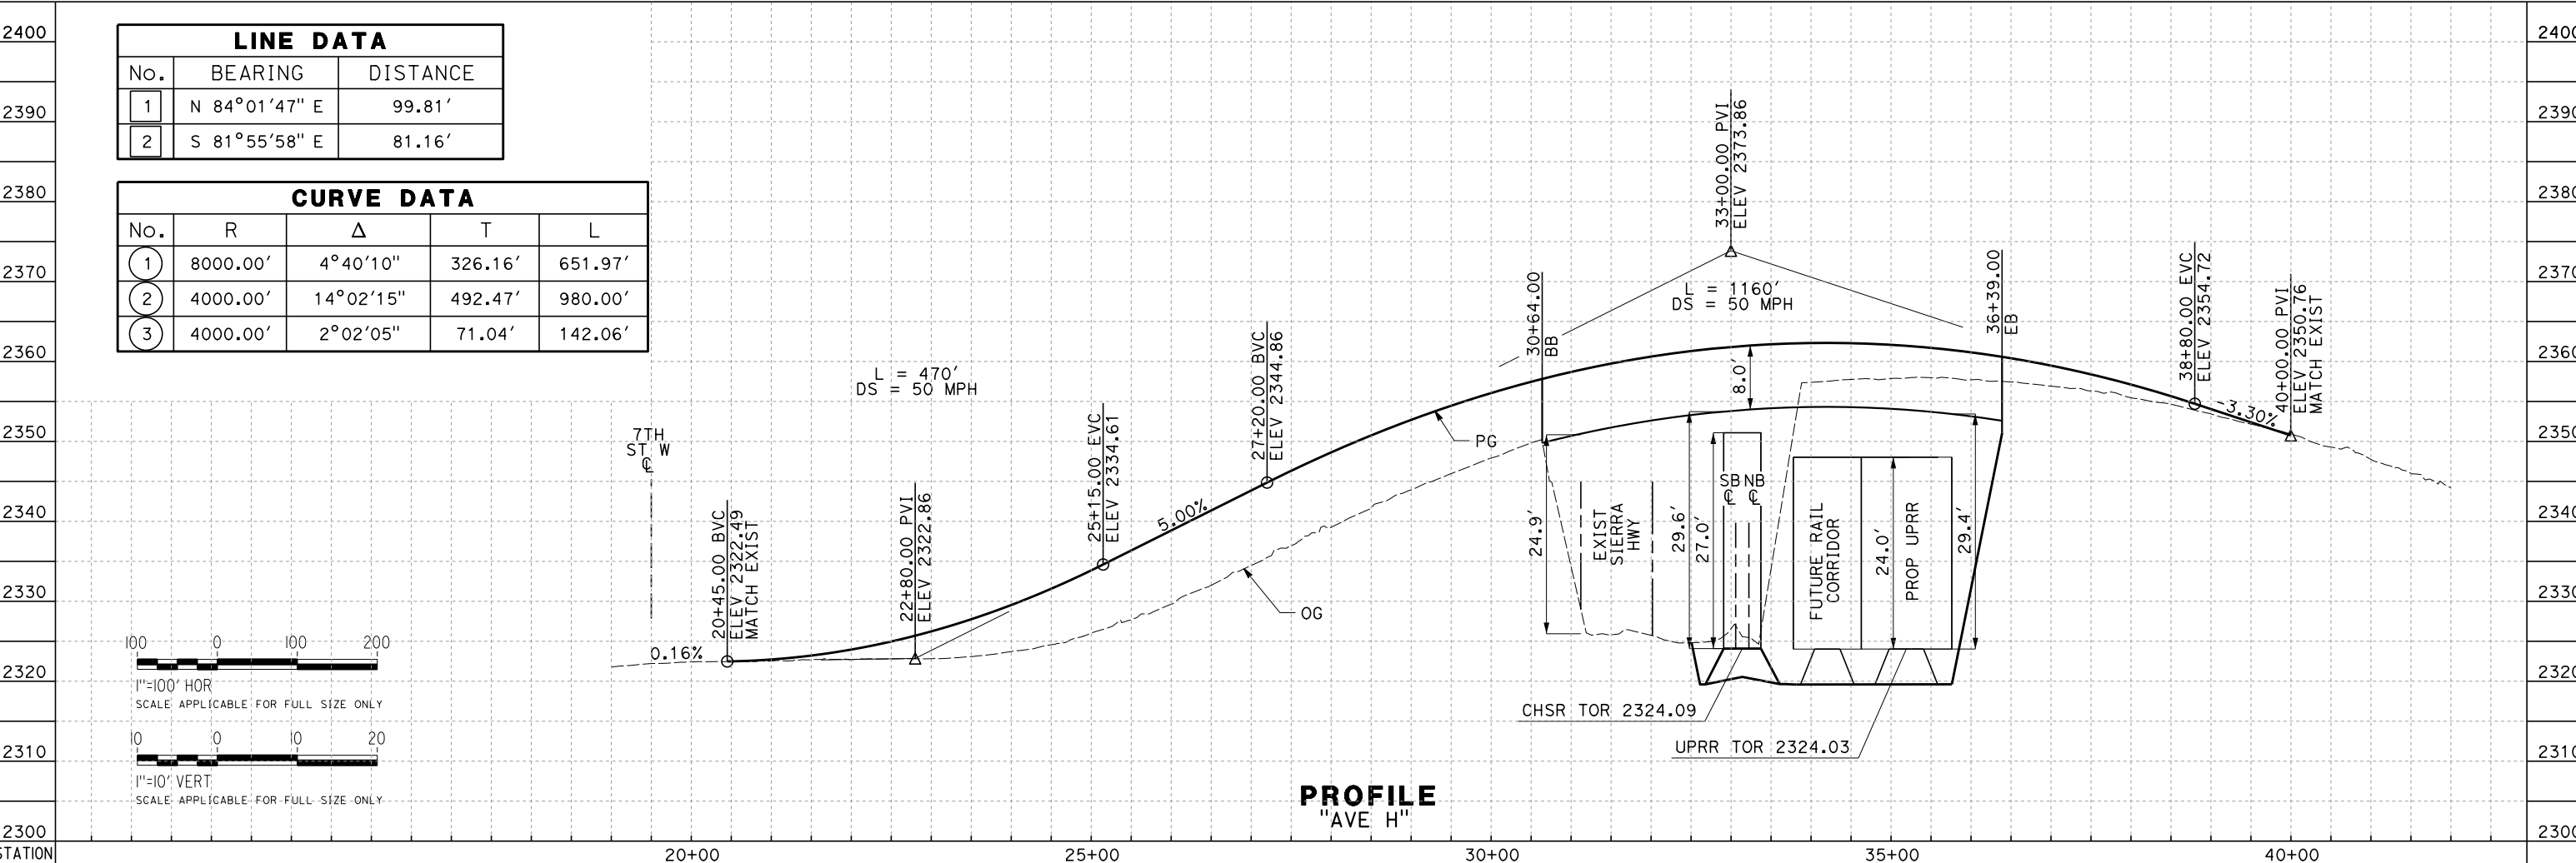 LINE DATA
No. BEARING DISTANCE
1 N 84°01'47" E 99.81'
2 S 81°55'58" E 81.16'
CURVE DATA
No. R Δ T L
1 8000.00' 4°40'10" 326.16' 651.97'
2 4000.00' 14°02'15" 492.47' 980.00'
3 4000.00' 2°02'05" 71.04' 142.06'
2400
2390
2380
2370
2360
2350
2340
2330
2320
2310
2300
STATION
100 0 100 200
1"=100' HOR
SCALE APPLICABLE FOR FULL SIZE ONLY
10 0 10 20
1"=10' VERT
SCALE APPLICABLE FOR FULL SIZE ONLY
7TH
ST W
℄
0.16%
20+45.00 BVC
ELEV 2322.49
MATCH EXIST
L = 470'
DS = 50 MPH
22+80.00 PVI
ELEV 2322.86
25+15.00 EVC
ELEV 2334.61
5.00%
27+20.00 BVC
ELEV 2344.86
OG
PG
30+64.00
BB
33+00.00 PVI
ELEV 2373.86
L = 1160'
DS = 50 MPH
8.0'
36+39.00
EB
38+80.00 EVC
ELEV 2354.72
-3.30%
40+00.00 PVI
ELEV 2350.76
MATCH EXIST
24.9'
EXIST
SIERRA
HWY
29.6'
27.0'
SB NB
℄ ℄
FUTURE RAIL
CORRIDOR
24.0'
PROP UPRR
29.4'
CHSR TOR 2324.09
UPRR TOR 2324.03
PROFILE
"AVE H"
20+00 25+00 30+00 35+00 40+00
2400
2390
2380
2370
2360
2350
2340
2330
2320
2310
2300